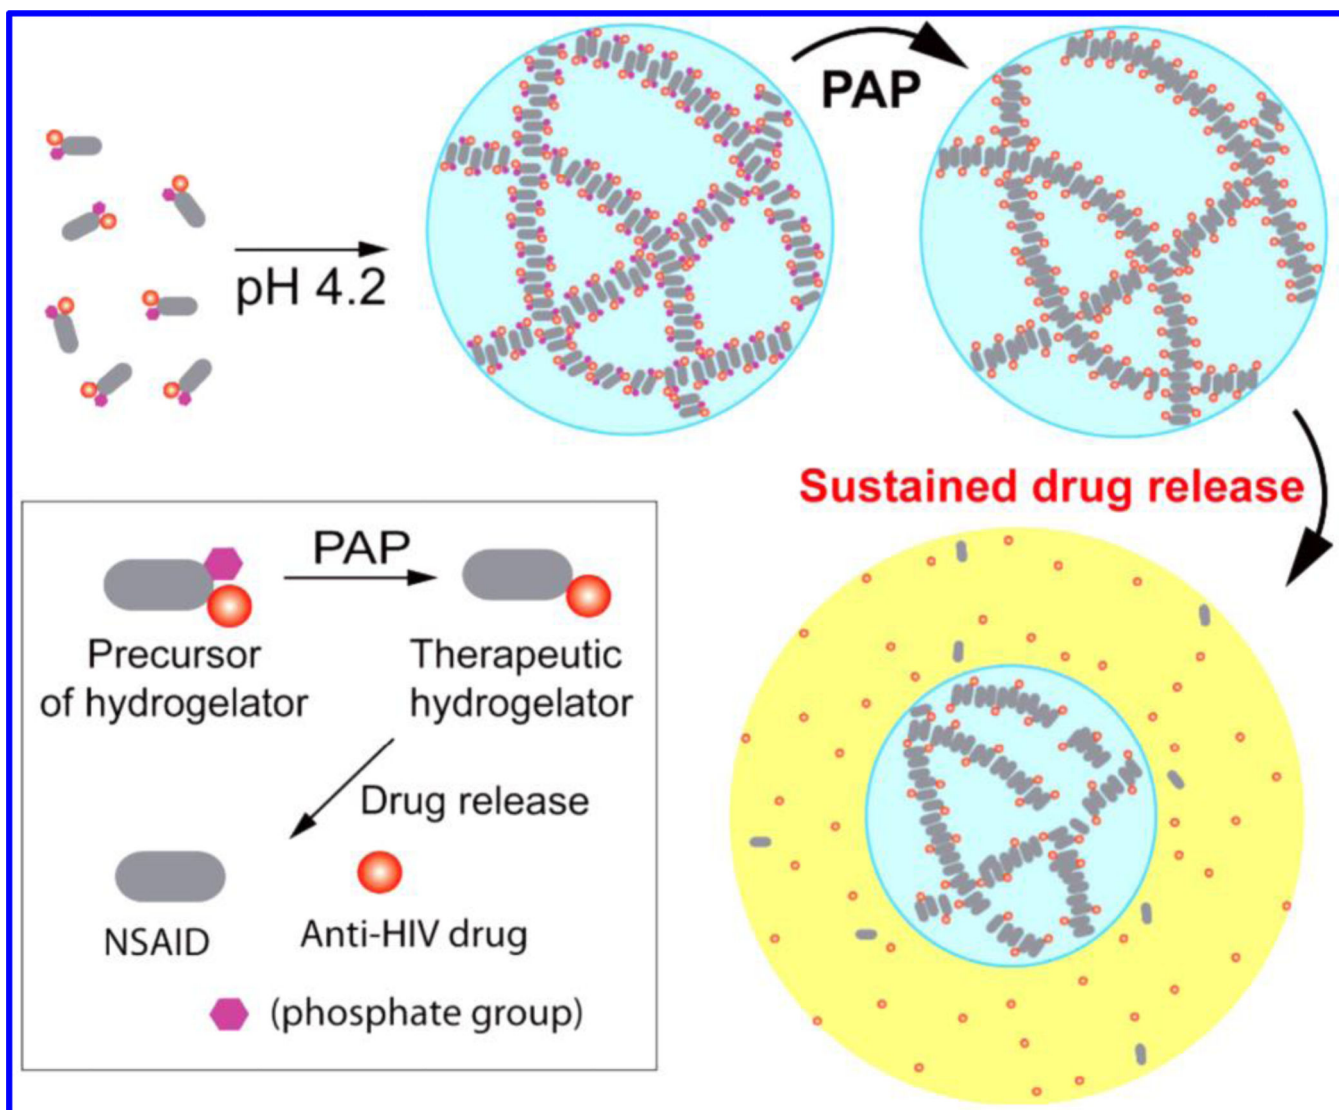 PAP
pH 4.2
Sustained drug release
PAP
Precursor
of hydrogelator
Therapeutic
hydrogelator
Drug release
NSAID
Anti-HIV drug
(phosphate group)